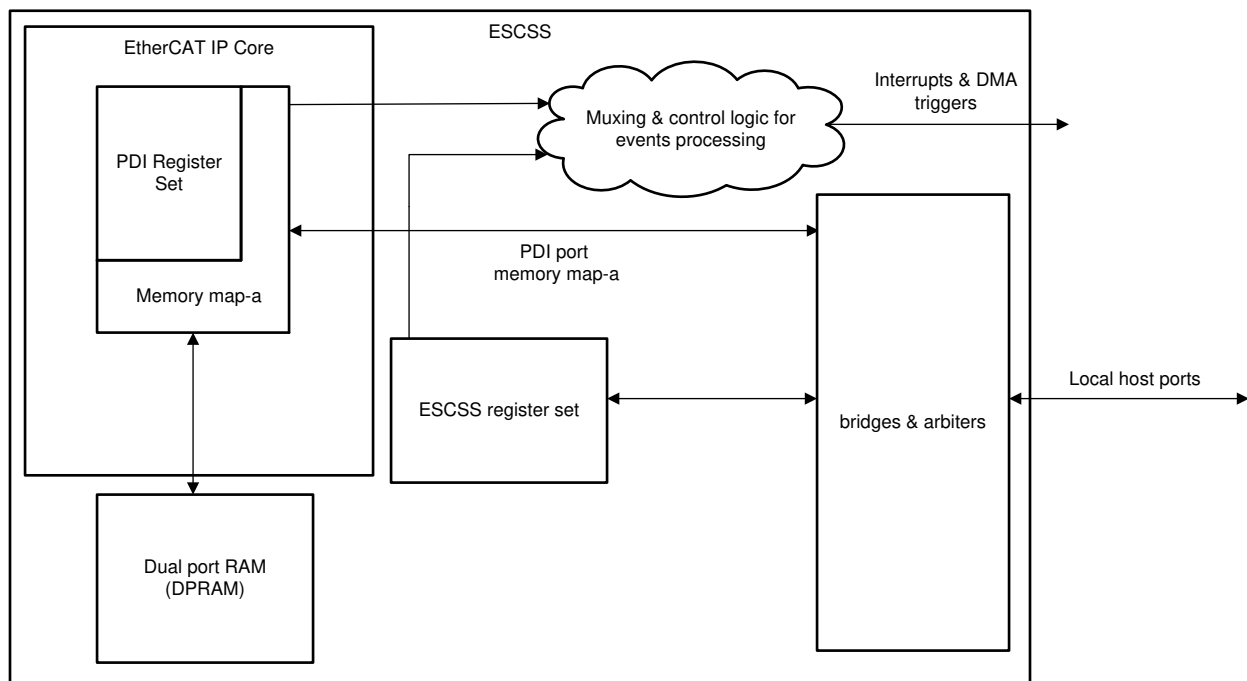 ESCSS
EtherCAT IP Core
PDI Register
Set
Memory map-a
Muxing & control logic for
events processing
Interrupts & DMA
triggers
PDI port
memory map-a
ESCSS register set
bridges & arbiters
Local host ports
Dual port RAM
(DPRAM)